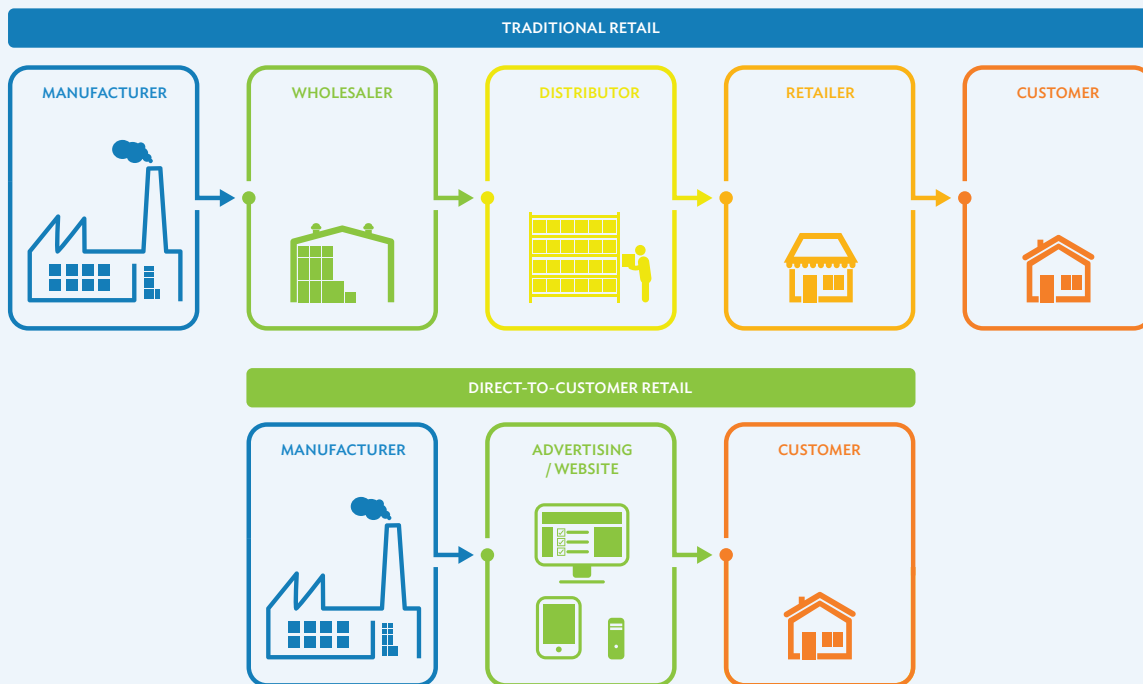 TRADITIONAL RETAIL
MANUFACTURER
WHOLESALER
DISTRIBUTOR
RETAILER
CUSTOMER
DIRECT-TO-CUSTOMER RETAIL
MANUFACTURER
ADVERTISING
/ WEBSITE
CUSTOMER